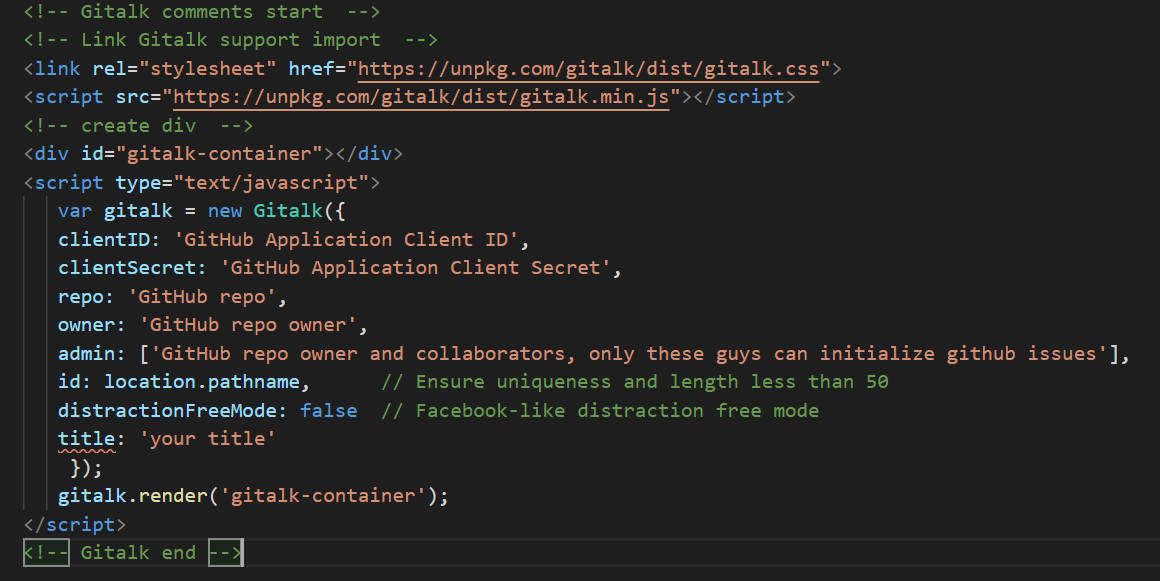 <!-- Gitalk comments start  -->
<!-- Link Gitalk support import  -->
<link rel="stylesheet" href="https://unpkg.com/gitalk/dist/gitalk.css">
<script src="https://unpkg.com/gitalk/dist/gitalk.min.js"></script>
<!-- create div  -->
<div id="gitalk-container"></div>
<script type="text/javascript">
   var gitalk = new Gitalk({
   clientID: 'GitHub Application Client ID',
   clientSecret: 'GitHub Application Client Secret',
   repo: 'GitHub repo',
   owner: 'GitHub repo owner',
   admin: ['GitHub repo owner and collaborators, only these guys can initialize github issues'],
   id: location.pathname,      // Ensure uniqueness and length less than 50
   distractionFreeMode: false  // Facebook-like distraction free mode
   title: 'your title'
    });
   gitalk.render('gitalk-container');
</script>
<!-- Gitalk end -->